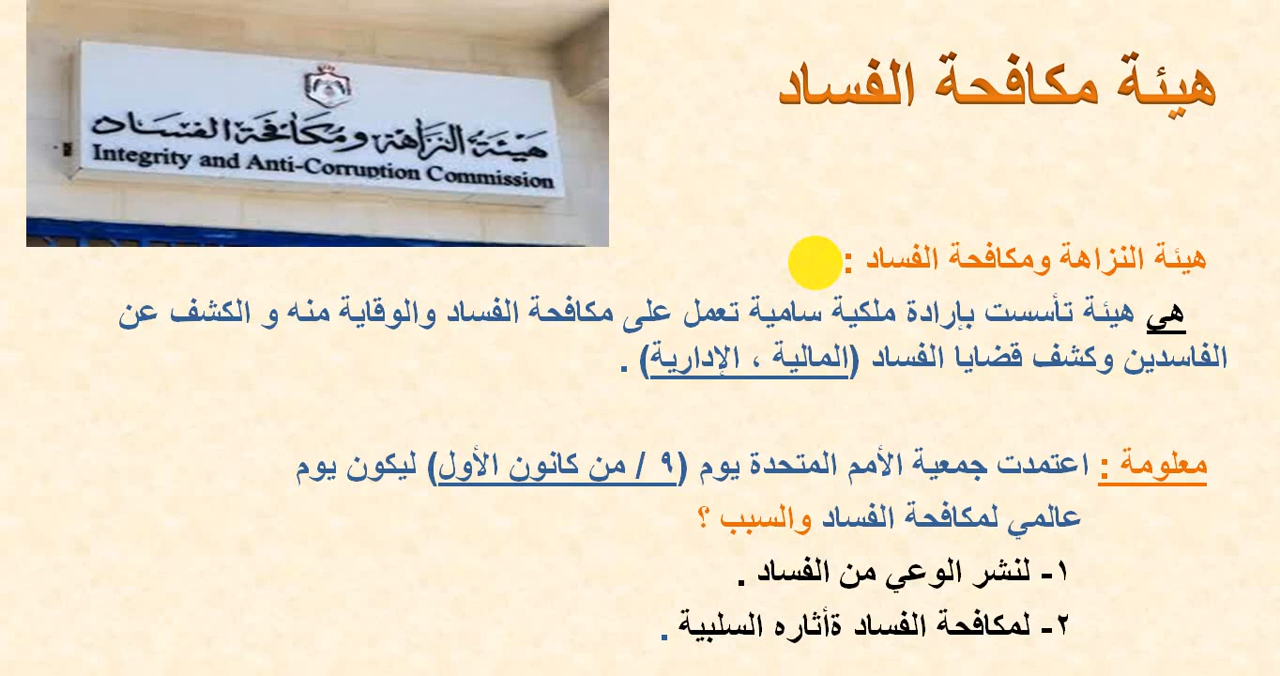 هيئة مكافحة الفساد
هيئة النزاهة ومكافحة الفساد
Integrity and Anti-Corruption Commission
هيئة النزاهة ومكافحة الفساد :
هي هيئة تأسست بإرادة ملكية سامية تعمل على مكافحة الفساد والوقاية منه و الكشف عن
الفاسدين وكشف قضايا الفساد (المالية ، الإدارية) .
معلومة : اعتمدت جمعية الأمم المتحدة يوم (٩ / من كانون الأول) ليكون يوم
عالمي لمكافحة الفساد والسبب ؟
١- لنشر الوعي من الفساد .
٢- لمكافحة الفساد ةأثاره السلبية .